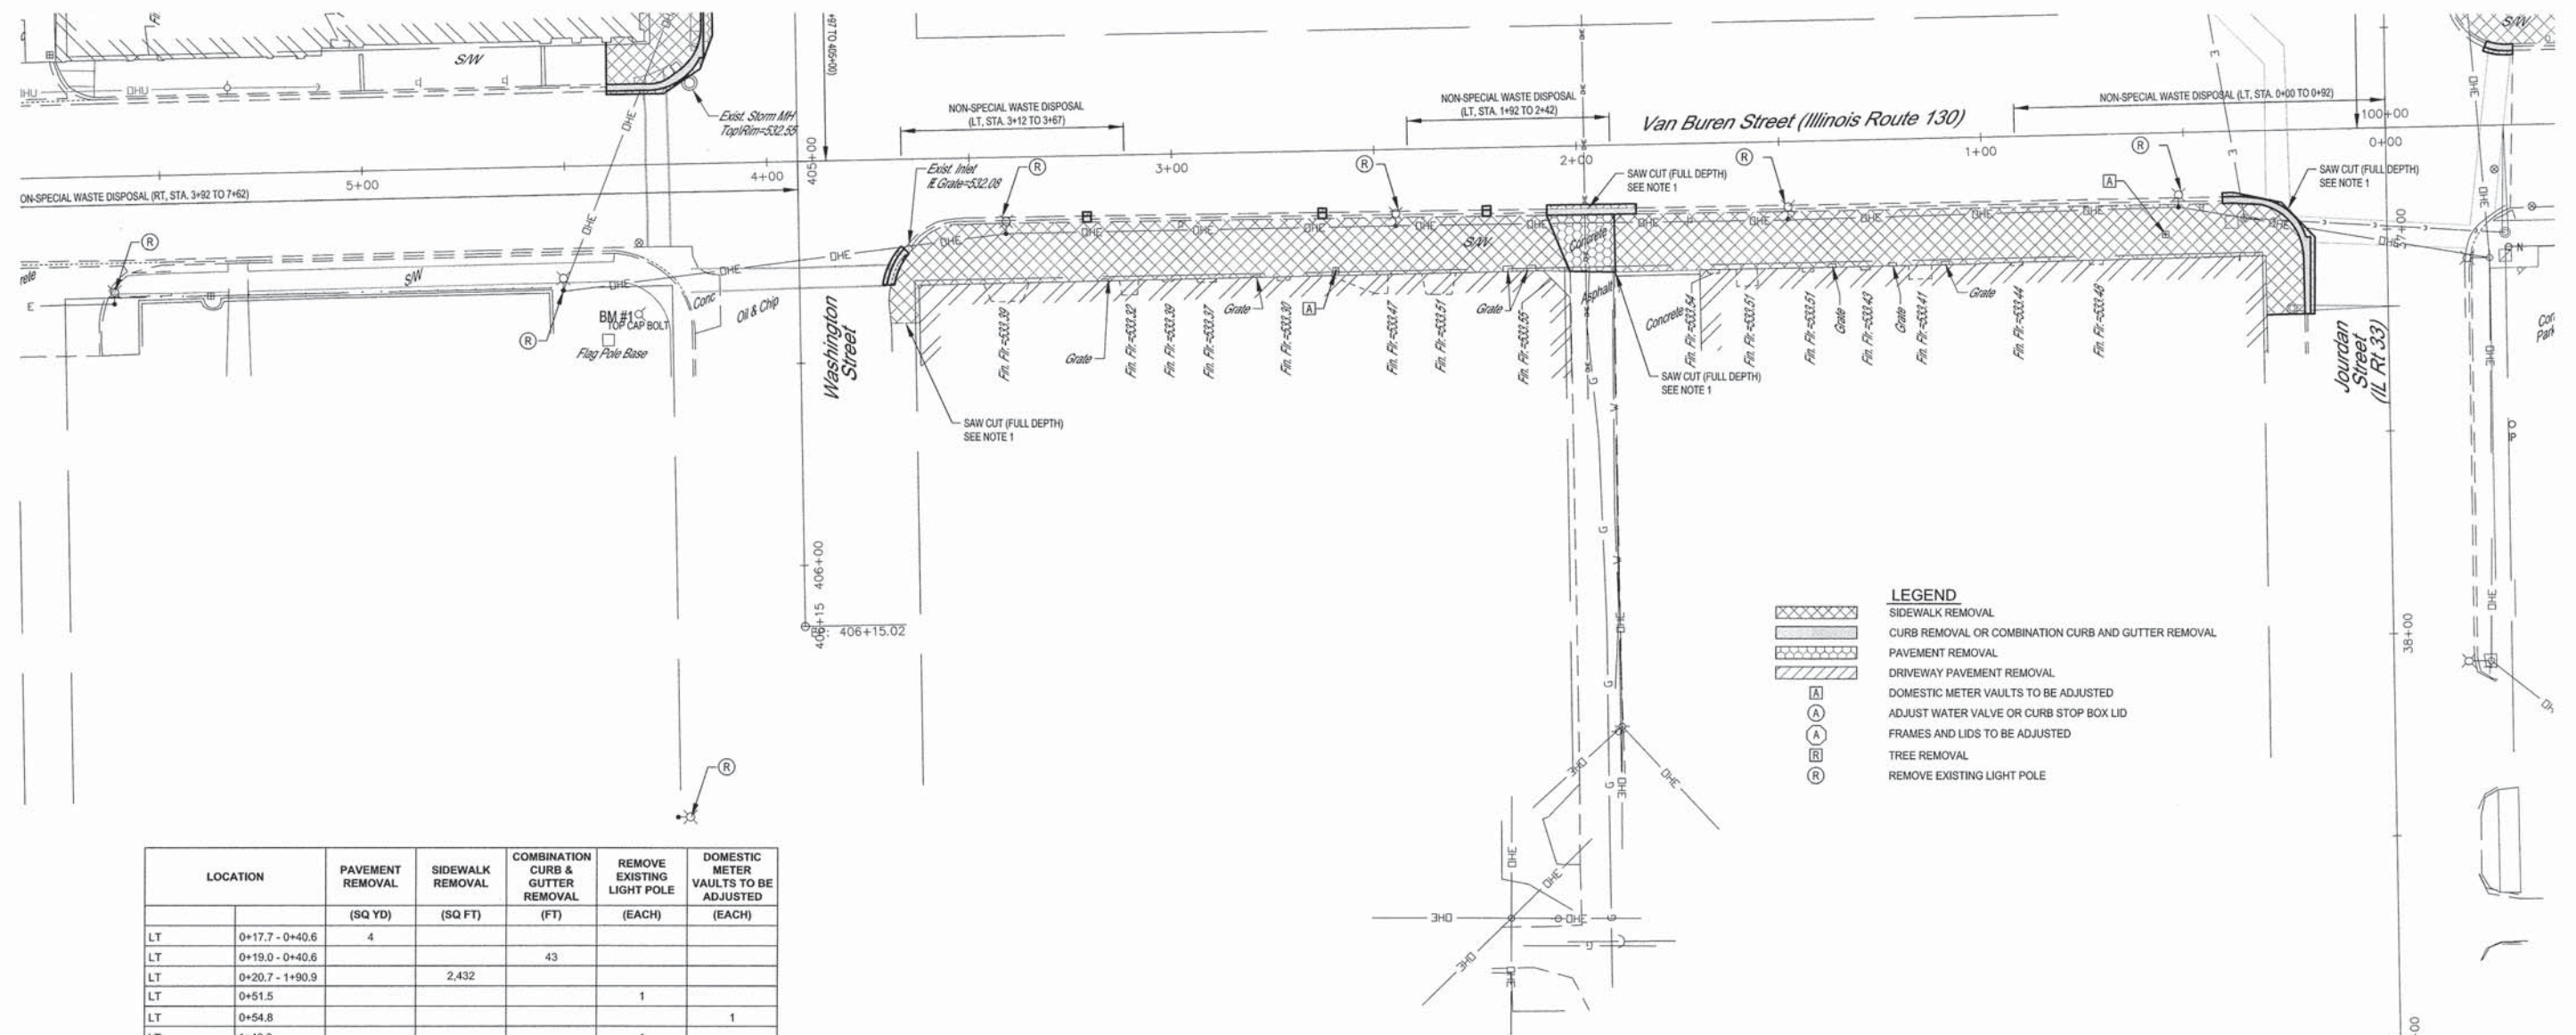 S/W
S/W
+97 TO 405+00)
Exist. Storm MH
Top/Rim=532.55
NON-SPECIAL WASTE DISPOSAL
(LT, STA. 3+12 TO 3+67)
NON-SPECIAL WASTE DISPOSAL
(LT, STA. 1+92 TO 2+42)
Van Buren Street (Illinois Route 130)
NON-SPECIAL WASTE DISPOSAL (LT, STA. 0+00 TO 0+92)
100+00
0+00
1+00
2+00
3+00
4+00
405+00
5+00
ON-SPECIAL WASTE DISPOSAL (RT, STA. 3+92 TO 7+62)
Exist. Inlet
Grate=532.08
SAW CUT (FULL DEPTH)
SEE NOTE 1
SAW CUT (FULL DEPTH)
SEE NOTE 1
37+00
S/W
S/W
Concrete
Conc
Oil & Chip
BM #1
TOP CAP BOLT
Flag Pole Base
Washington
Street
Fin. Flr.=533.39
Grate
Fin. Flr.=533.32
Fin. Flr.=533.39
Fin. Flr.=533.37
Grate
Fin. Flr.=533.30
A
Fin. Flr.=533.47
Fin. Flr.=533.51
Grate
Fin. Flr.=533.55
Asphalt
Concrete
Fin. Flr.=533.54
Fin. Flr.=533.51
Fin. Flr.=533.51
Grate
Fin. Flr.=533.43
Grate
Fin. Flr.=533.41
Grate
Fin. Flr.=533.44
Fin. Flr.=533.46
Jourdan
Street
(IL Rt 33)
SAW CUT (FULL DEPTH)
SEE NOTE 1
SAW CUT (FULL DEPTH)
SEE NOTE 1
406+00
406+15
406+15.02
38+00
LEGEND
SIDEWALK REMOVAL
CURB REMOVAL OR COMBINATION CURB AND GUTTER REMOVAL
PAVEMENT REMOVAL
DRIVEWAY PAVEMENT REMOVAL
A DOMESTIC METER VAULTS TO BE ADJUSTED
A ADJUST WATER VALVE OR CURB STOP BOX LID
A FRAMES AND LIDS TO BE ADJUSTED
R TREE REMOVAL
R REMOVE EXISTING LIGHT POLE
LOCATION PAVEMENT REMOVAL SIDEWALK REMOVAL COMBINATION CURB & GUTTER REMOVAL REMOVE EXISTING LIGHT POLE DOMESTIC METER VAULTS TO BE ADJUSTED
(SQ YD) (SQ FT) (FT) (EACH) (EACH)
LT 0+17.7 - 0+40.6 4
LT 0+19.0 - 0+40.6 43
LT 0+20.7 - 1+90.9 2,432
LT 0+51.5 1
LT 0+54.8 1